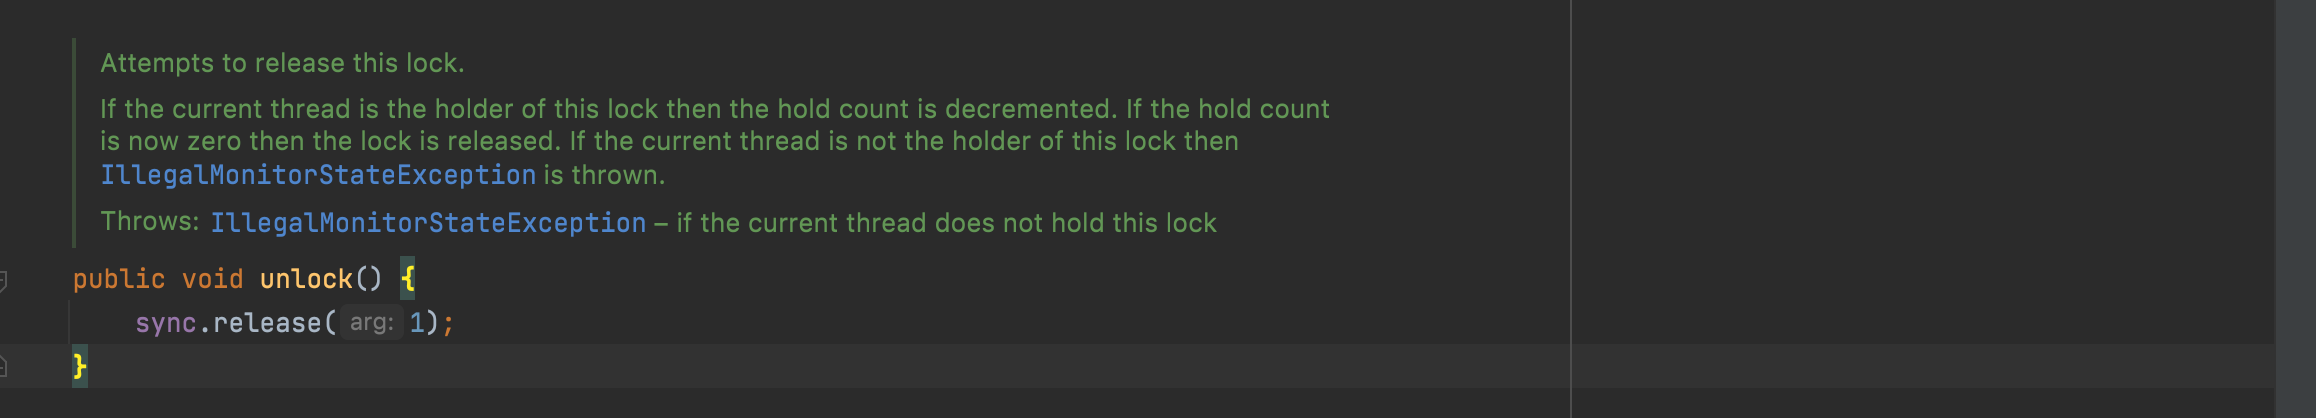 Attempts to release this lock.
If the current thread is the holder of this lock then the hold count is decremented. If the hold count
is now zero then the lock is released. If the current thread is not the holder of this lock then
IllegalMonitorStateException is thrown.
Throws: IllegalMonitorStateException – if the current thread does not hold this lock
public void unlock() {
sync.release( arg: 1);
}